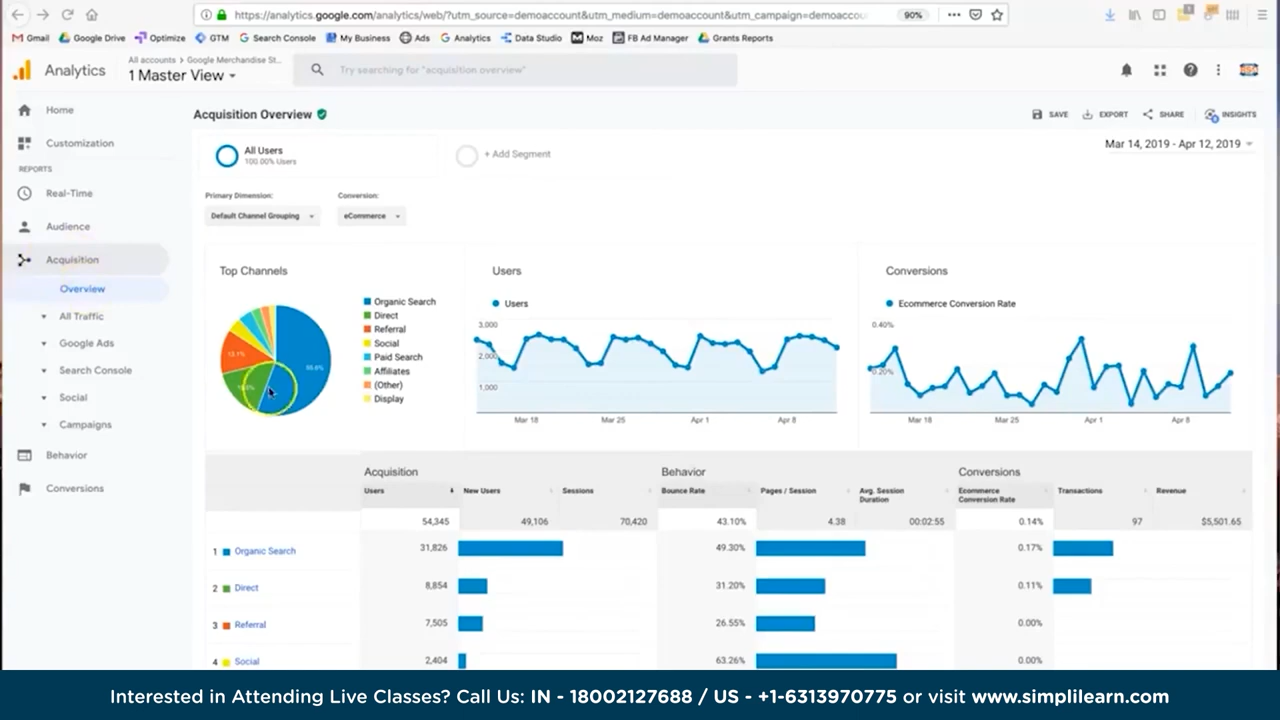 https://analytics.google.com/analytics/web/?utm_source=demoaccount&utm_medium=demoaccount&utm_campaign=demoaccou
90%
Gmail Google Drive Optimize GTM Search Console My Business Ads Analytics Data Studio Moz FB Ad Manager Grants Reports
Analytics
All accounts > Google Merchandise St...
1 Master View
Try searching for "acquisition overview"
Home
Customization
REPORTS
Real-Time
Audience
Acquisition
Overview
All Traffic
Google Ads
Search Console
Social
Campaigns
Behavior
Conversions
Acquisition Overview
SAVE EXPORT SHARE INSIGHTS
Mar 14, 2019 - Apr 12, 2019
All Users
100.00% Users
+ Add Segment
Primary Dimension: Conversion:
Default Channel Grouping eCommerce
Top Channels
Organic Search
Direct
Referral
Social
Paid Search
Affiliates
(Other)
Display
13.1%
Users
Users
3,000
2,000
1,000
Mar 18 Mar 25 Apr 1 Apr 8
Conversions
Ecommerce Conversion Rate
0.40%
0.20%
Mar 18 Mar 25 Apr 1 Apr 8
Acquisition Behavior Conversions
Users New Users Sessions Bounce Rate Pages / Session Avg. Session Duration Ecommerce Conversion Rate Transactions Revenue
54,345 49,106 70,420 43.10% 4.38 00:02:55 0.14% 97 $5,501.65
1 Organic Search 31,826 49.30% 0.17%
2 Direct 8,854 31.20% 0.11%
3 Referral 7,505 26.55% 0.00%
4 Social 2,404 63.26% 0.00%
Interested in Attending Live Classes? Call Us: IN - 18002127688 / US - +1-6313970775 or visit www.simplilearn.com